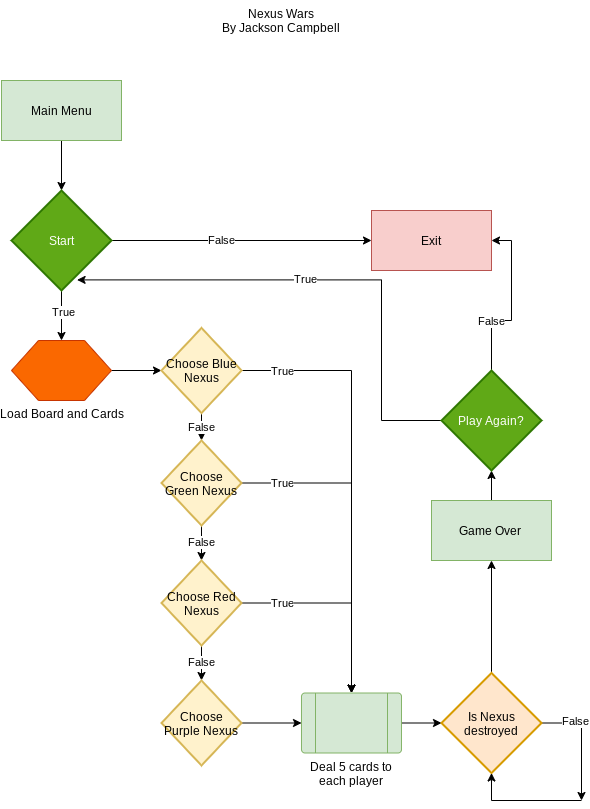 Nexus Wars
By Jackson Campbell
Main Menu
Start
False
Exit
True
True
False
Load Board and Cards
Choose Blue
Nexus
True
Play Again?
False
Choose
Green Nexus
True
Game Over
False
Choose Red
Nexus
True
False
Choose
Purple Nexus
Deal 5 cards to
each player
Is Nexus
destroyed
False